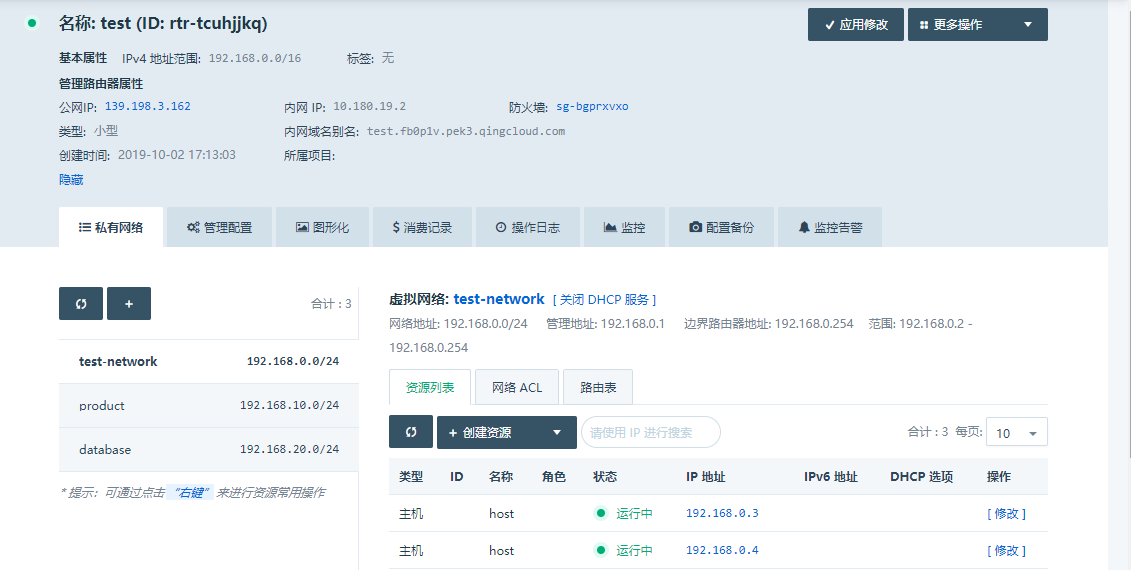 名称: test (ID: rtr-tcuhjjkq)
应用修改 更多操作
基本属性 IPv4 地址范围: 192.168.0.0/16 标签: 无
管理路由器属性
公网IP: 139.198.3.162 内网 IP: 10.180.19.2 防火墙: sg-bgprxvxo
类型: 小型 内网域名别名: test.fb0p1v.pek3.qingcloud.com
创建时间: 2019-10-02 17:13:03 所属项目:
隐藏
私有网络 管理配置 图形化 $ 消费记录 操作日志 监控 配置备份 监控告警
合计 : 3
test-network 192.168.0.0/24
product 192.168.10.0/24
database 192.168.20.0/24
* 提示: 可通过点击 “右键” 来进行资源常用操作
虚拟网络: test-network [ 关闭 DHCP 服务 ]
网络地址: 192.168.0.0/24 管理地址: 192.168.0.1 边界路由器地址: 192.168.0.254 范围: 192.168.0.2 -
192.168.0.254
资源列表 网络 ACL 路由表
+ 创建资源 请使用 IP 进行搜索 合计 : 3 每页: 10
类型 ID 名称 角色 状态 IP 地址 IPv6 地址 DHCP 选项 操作
主机 host 运行中 192.168.0.3 [ 修改 ]
主机 host 运行中 192.168.0.4 [ 修改 ]